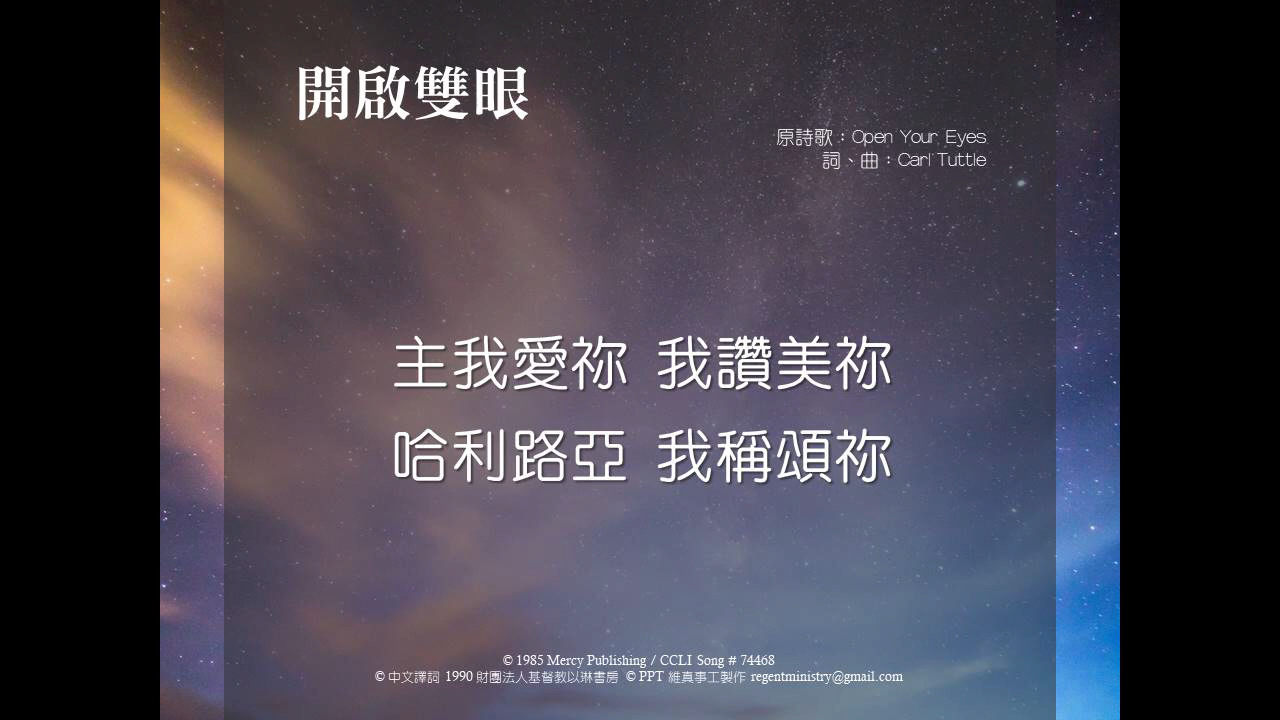 開啟雙眼
原詩歌：Open Your Eyes
詞、曲：Carl Tuttle
主我愛祢 我讚美祢
哈利路亞 我稱頌祢
© 1985 Mercy Publishing / CCLI Song # 74468
© 中文譯詞 1990 財團法人基督教以琳書房 © PPT 維真事工製作 regentministry@gmail.com